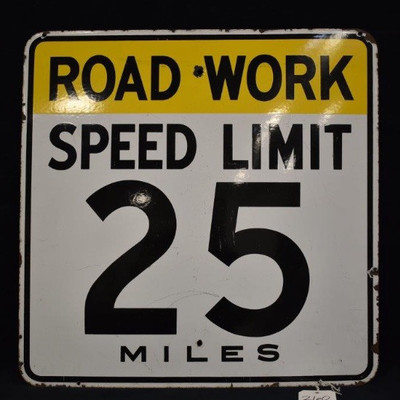 ROAD WORK
SPEED LIMIT
25
MILES